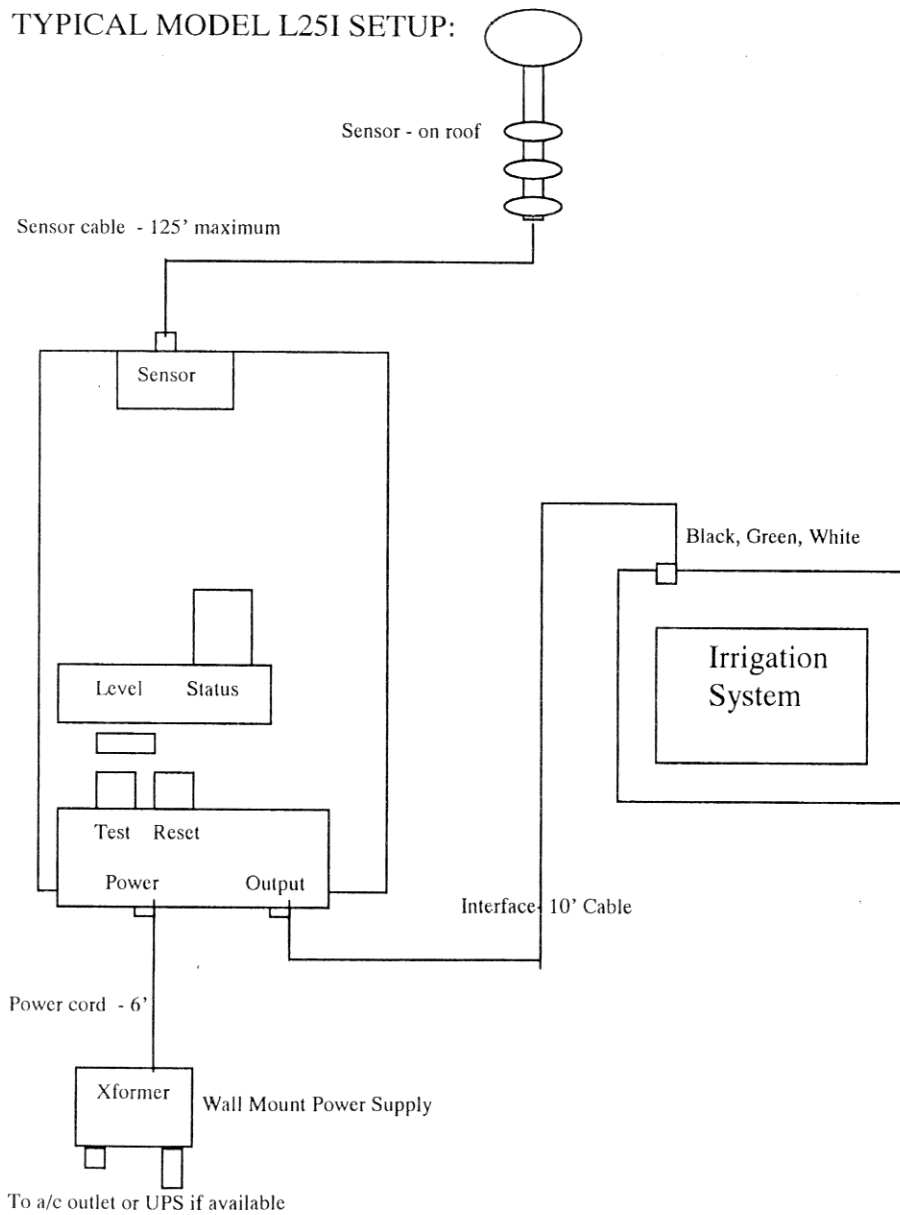 TYPICAL MODEL L25I SETUP:
Sensor - on roof
Sensor cable - 125' maximum
Sensor
Black, Green, White
Irrigation
System
Level Status
Test Reset
Power Output
Interface 10' Cable
Power cord - 6'
Xformer
Wall Mount Power Supply
To a/c outlet or UPS if available